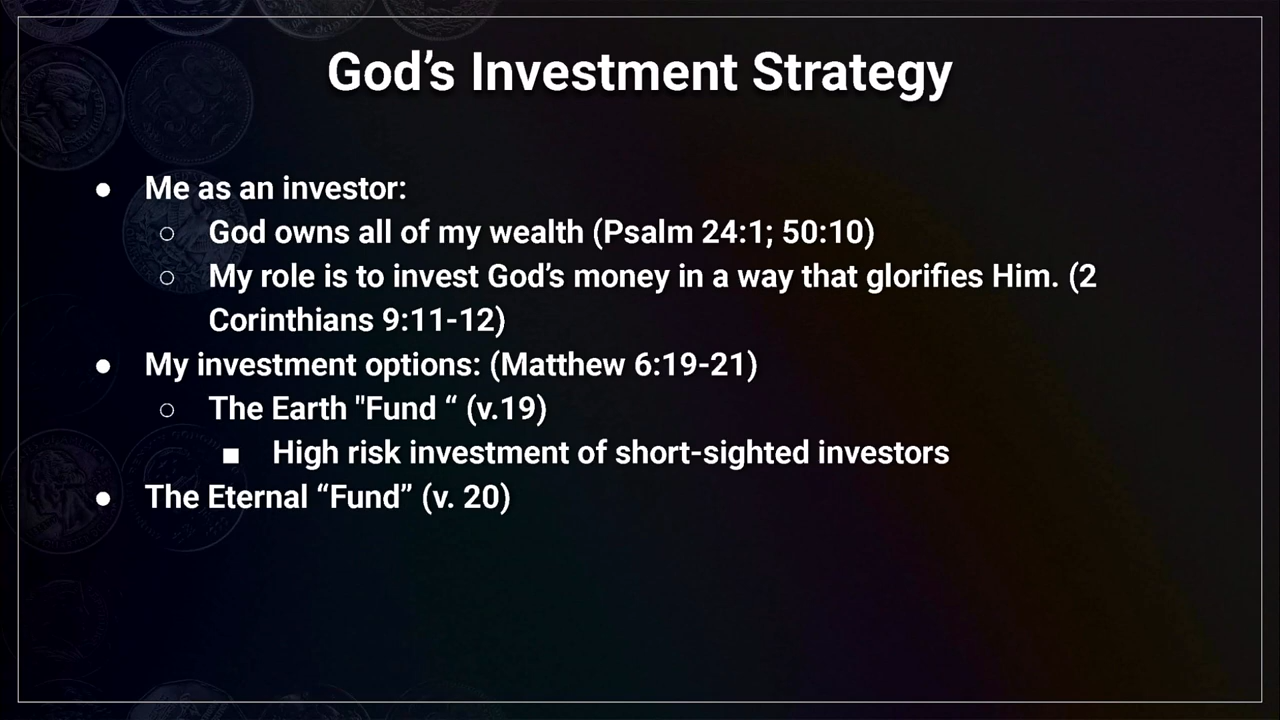 God’s Investment Strategy
● Me as an investor:
○ God owns all of my wealth (Psalm 24:1; 50:10)
○ My role is to invest God’s money in a way that glorifies Him. (2
Corinthians 9:11-12)
● My investment options: (Matthew 6:19-21)
○ The Earth "Fund “ (v.19)
■ High risk investment of short-sighted investors
● The Eternal “Fund” (v. 20)